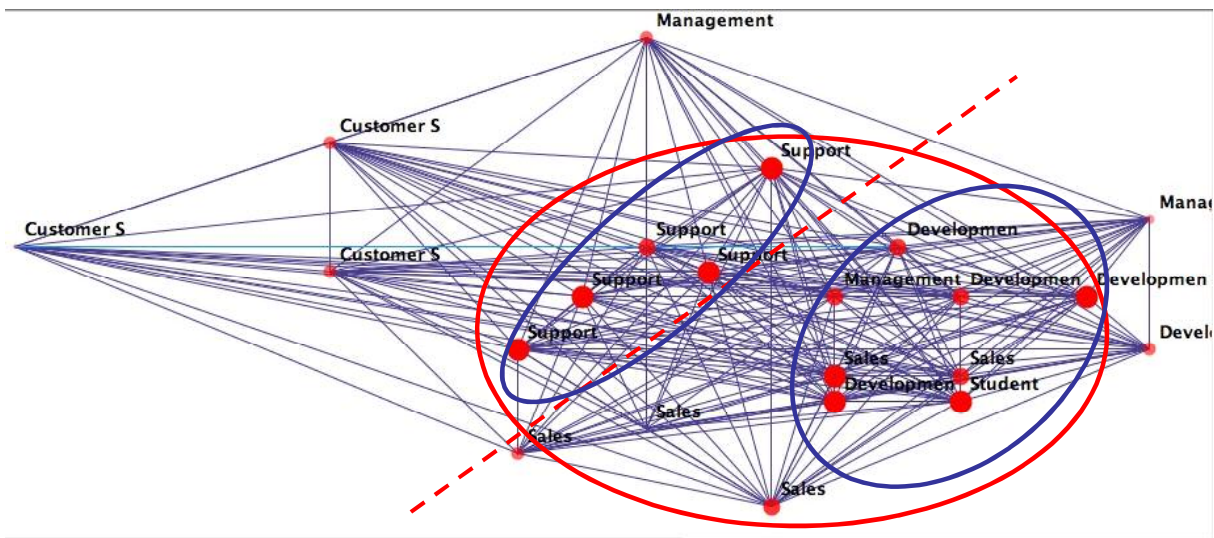 Management
Customer S
Support
Manag
Customer S
Support
Developmen
Customer S
Support
Support
Management
Developmen
Developmen
Support
Develo
Sales
Sales
Developmen
Student
Sales
Sales
Sales